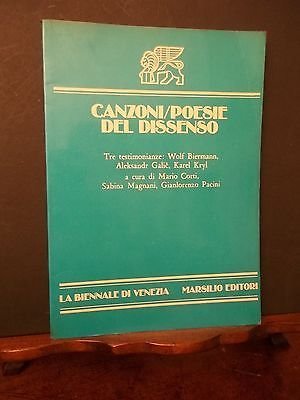 CANZONI/POESIE
DEL DISSENSO
Tre testimonianze: Wolf Biermann,
Aleksandr Galič, Karel Kryl
a cura di Mario Corti,
Sabina Magnani, Gianlorenzo Pacini
LA BIENNALE DI VENEZIA MARSILIO EDITORI